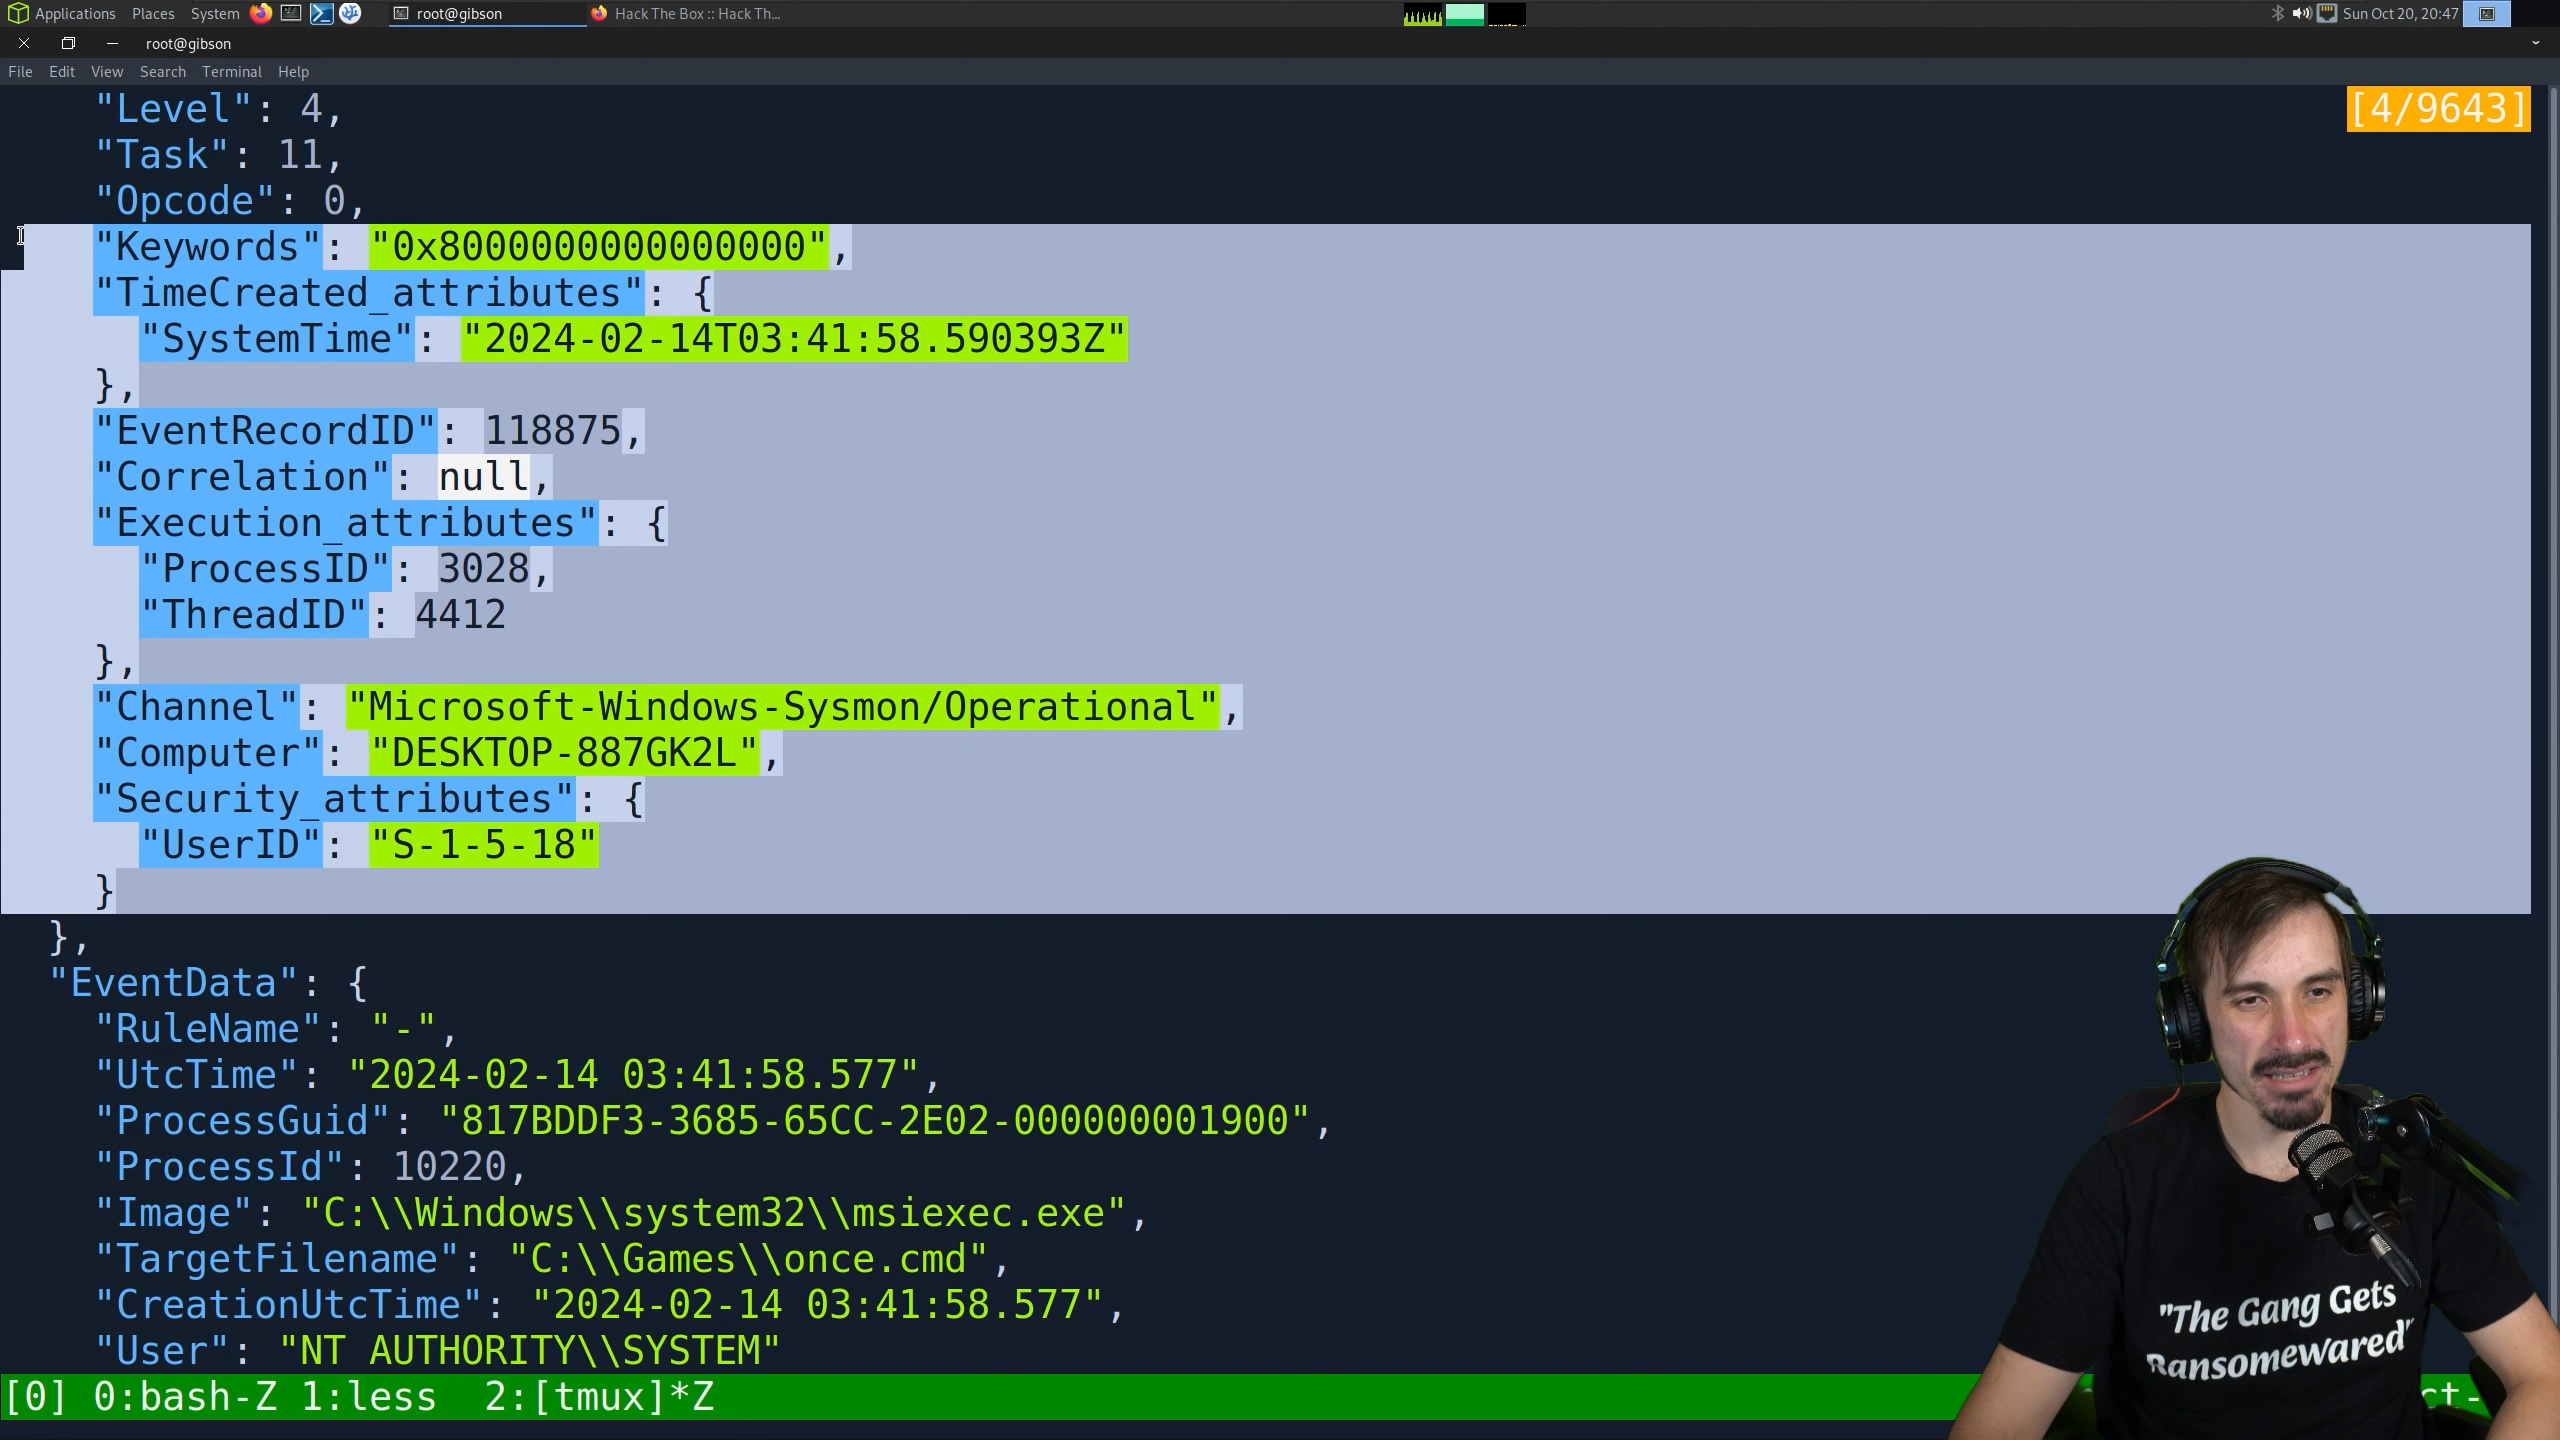 Applications Places System root@gibson Hack The Box :: Hack Th... Sun Oct 20, 20:47
root@gibson
File Edit View Search Terminal Help
"Level": 4, [4/9643]
"Task": 11,
"Opcode": 0,
"Keywords": "0x8000000000000000",
"TimeCreated_attributes": {
"SystemTime": "2024-02-14T03:41:58.590393Z"
},
"EventRecordID": 118875,
"Correlation": null,
"Execution_attributes": {
"ProcessID": 3028,
"ThreadID": 4412
},
"Channel": "Microsoft-Windows-Sysmon/Operational",
"Computer": "DESKTOP-887GK2L",
"Security_attributes": {
"UserID": "S-1-5-18"
}
},
"EventData": {
"RuleName": "-",
"UtcTime": "2024-02-14 03:41:58.577",
"ProcessGuid": "817BDDF3-3685-65CC-2E02-000000001900",
"ProcessId": 10220,
"Image": "C:\\Windows\\system32\\msiexec.exe",
"TargetFilename": "C:\\Games\\once.cmd",
"CreationUtcTime": "2024-02-14 03:41:58.577",
"User": "NT AUTHORITY\\SYSTEM"
[0] 0:bash-Z 1:less 2:[tmux]*Z
"The Gang Gets
Ransomewared"